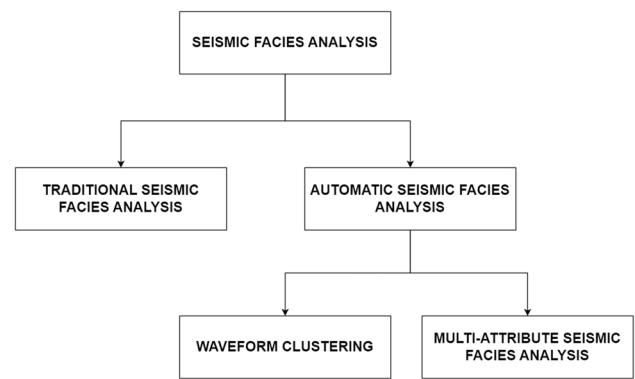 SEISMIC FACIES ANALYSIS
TRADITIONAL SEISMIC
FACIES ANALYSIS
AUTOMATIC SEISMIC FACIES
ANALYSIS
WAVEFORM CLUSTERING
MULTI-ATTRIBUTE SEISMIC
FACIES ANALYSIS